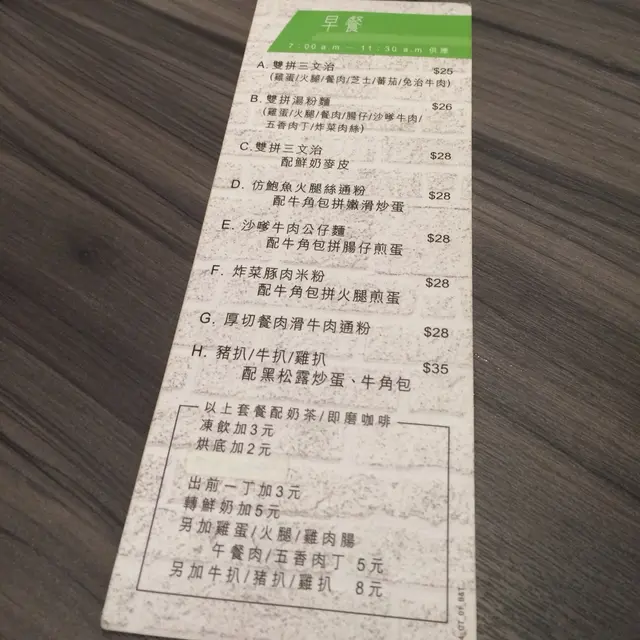 早餐
7:00am - 11:30a.m 供應
A. 雙拼三文治 $25
(雞蛋/火腿/餐肉/芝士/蕃茄/免治牛肉)
B. 雙拼湯粉麵 $26
(雞蛋/火腿/餐肉/腸仔/沙嗲牛肉/
五香肉丁/炸菜肉絲)
C. 雙拼三文治 $28
配鮮奶麥皮
D. 仿鮑魚火腿絲通粉 $28
配牛角包拼嫩滑炒蛋
E. 沙嗲牛肉公仔麵 $28
配牛角包拼腸仔煎蛋
F. 炸菜豚肉米粉 $28
配牛角包拼火腿煎蛋
G. 厚切餐肉滑牛肉通粉 $28
H. 豬扒/牛扒/雞扒 $35
配黑松露炒蛋、牛角包
以上套餐配奶茶/即磨咖啡
凍飲加3元
烘底加2元
出前一丁加3元
轉鮮奶加5元
另加雞蛋/火腿/雞肉腸
午餐肉/五香肉丁 5元
另加牛扒/豬扒/雞扒 8元